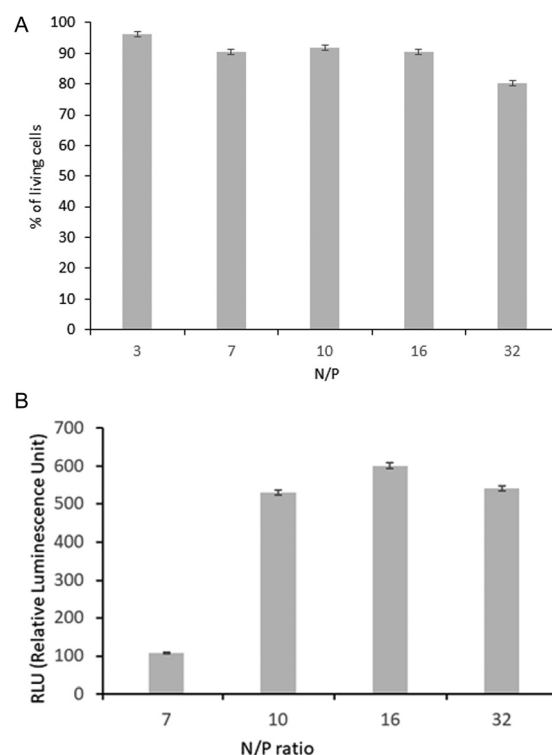 A
100
90
80
70
60
50
40
30
20
10
0
% of living cells
3 7 10 16 32
N/P
B
700
600
500
400
300
200
100
0
RLU (Relative Luminescence Unit)
7 10 16 32
N/P ratio